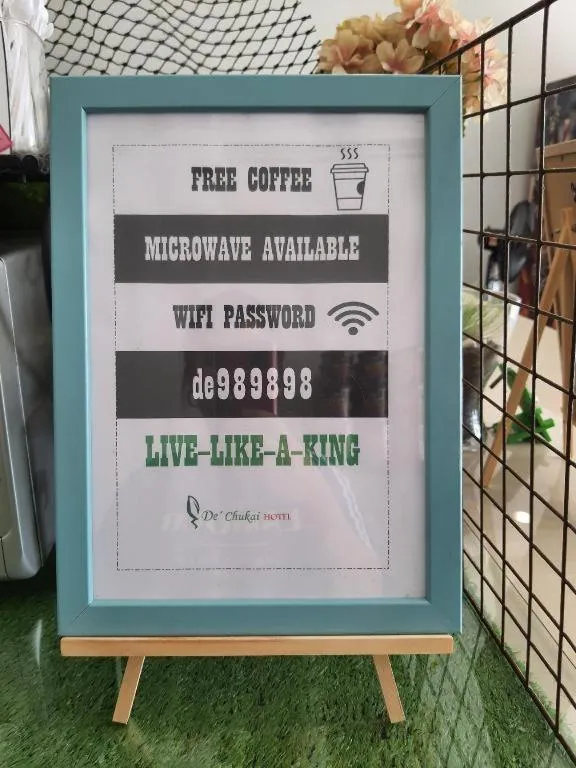 FREE COFFEE
MICROWAVE AVAILABLE
WIFI PASSWORD
de989898
LIVE-LIKE-A-KING
De' Chukai HOTEL